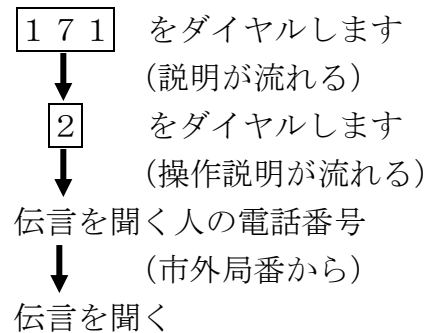 １７１ をダイヤルします
（説明が流れる）
２ をダイヤルします
（操作説明が流れる）
伝言を聞く人の電話番号
（市外局番から）
伝言を聞く